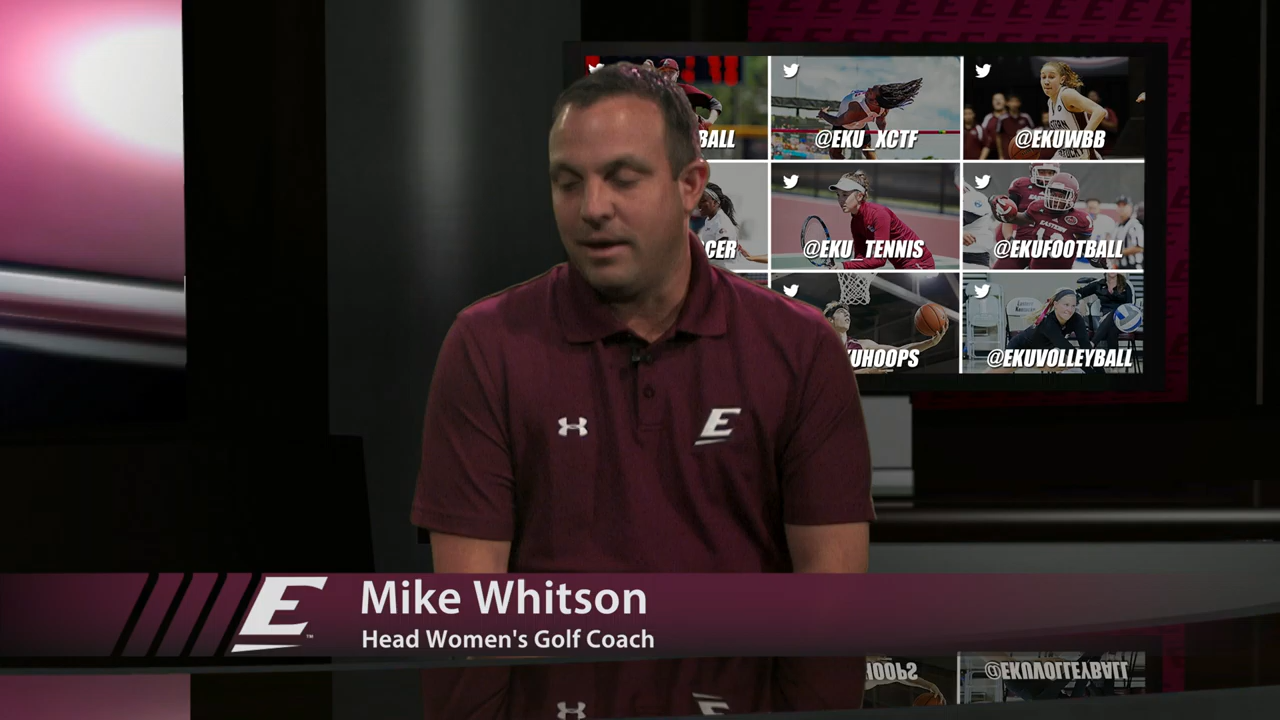 BALL
@EKU_XCTF
@EKUWBB
CER
@EKU_TENNIS
@EKUFOOTBALL
UHOOPS
@EKUVOLLEYBALL
E
E
Mike Whitson
Head Women's Golf Coach